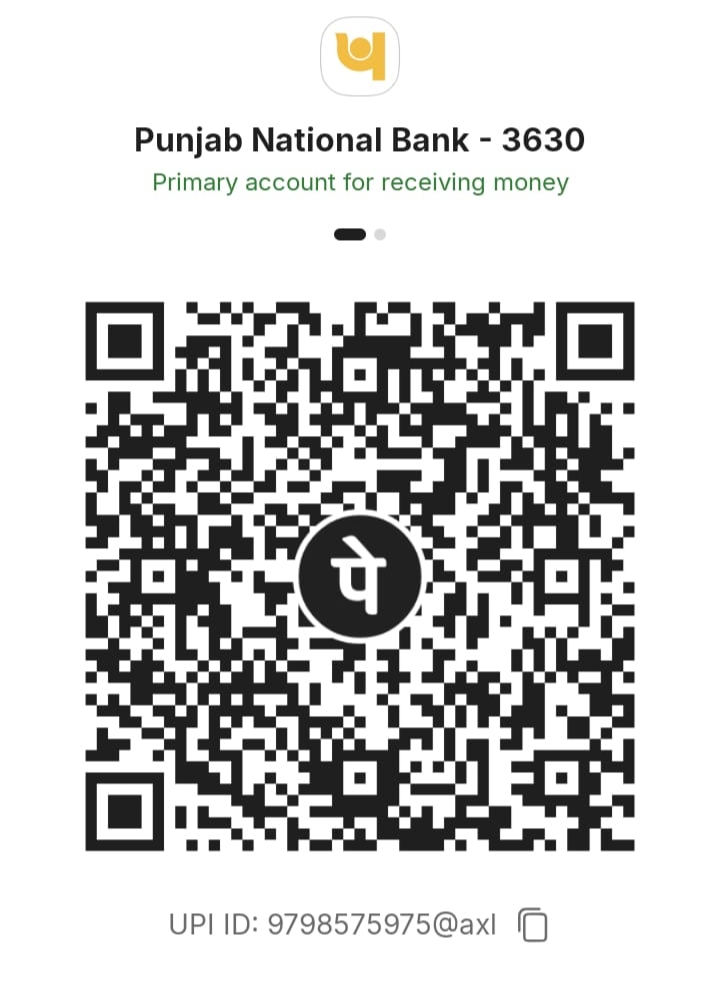 Punjab National Bank - 3630
Primary account for receiving money
पे
UPI ID: 9798575975@axl